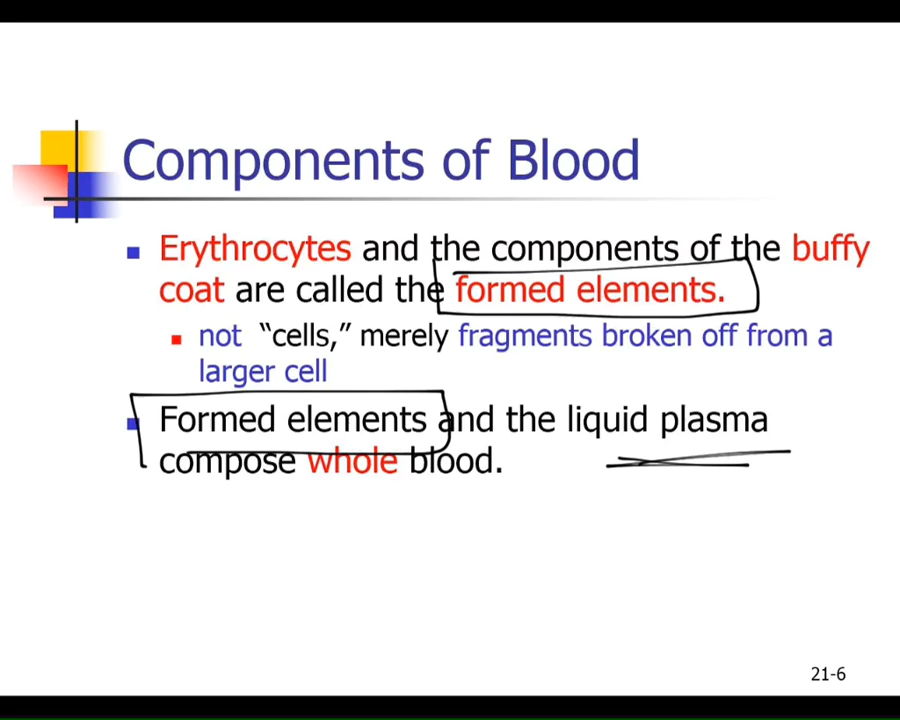 Components of Blood
Erythrocytes and the components of the buffy
coat are called the formed elements.
not “cells,” merely fragments broken off from a
larger cell
Formed elements and the liquid plasma
compose whole blood.
21-6